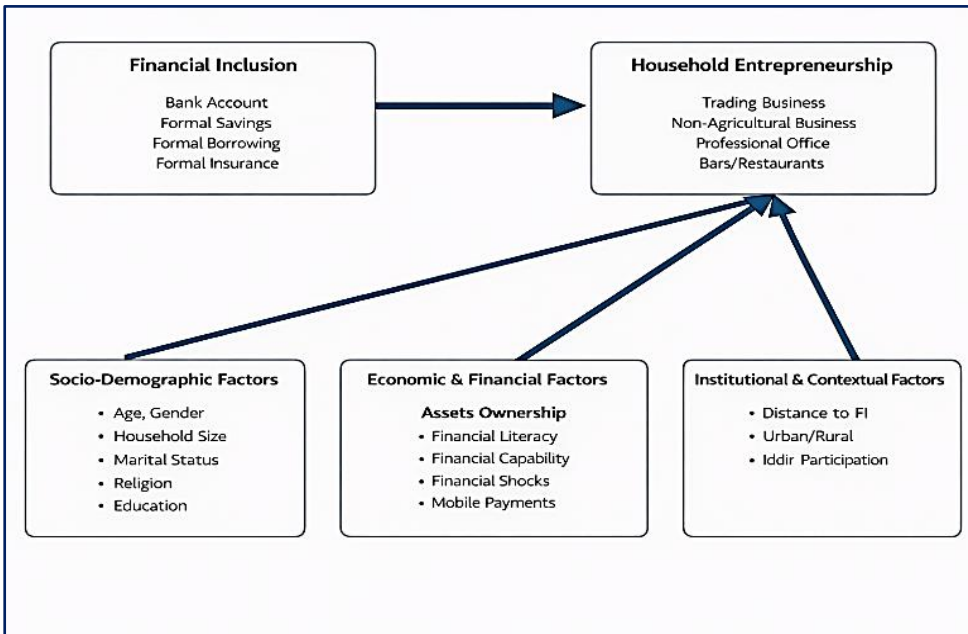 Financial Inclusion
Bank Account
Formal Savings
Formal Borrowing
Formal Insurance
Household Entrepreneurship
Trading Business
Non-Agricultural Business
Professional Office
Bars/Restaurants
Socio-Demographic Factors
• Age, Gender
• Household Size
• Marital Status
• Religion
• Education
Economic & Financial Factors
Assets Ownership
• Financial Literacy
• Financial Capability
• Financial Shocks
• Mobile Payments
Institutional & Contextual Factors
• Distance to FI
• Urban/Rural
• Iddir Participation